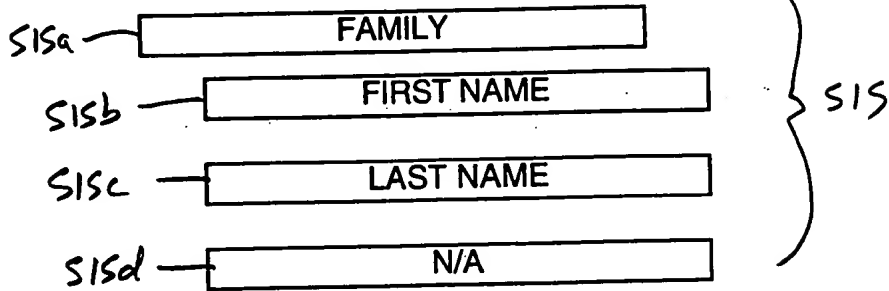 515a FAMILY
515b FIRST NAME
515 
515c LAST NAME
515d N/A